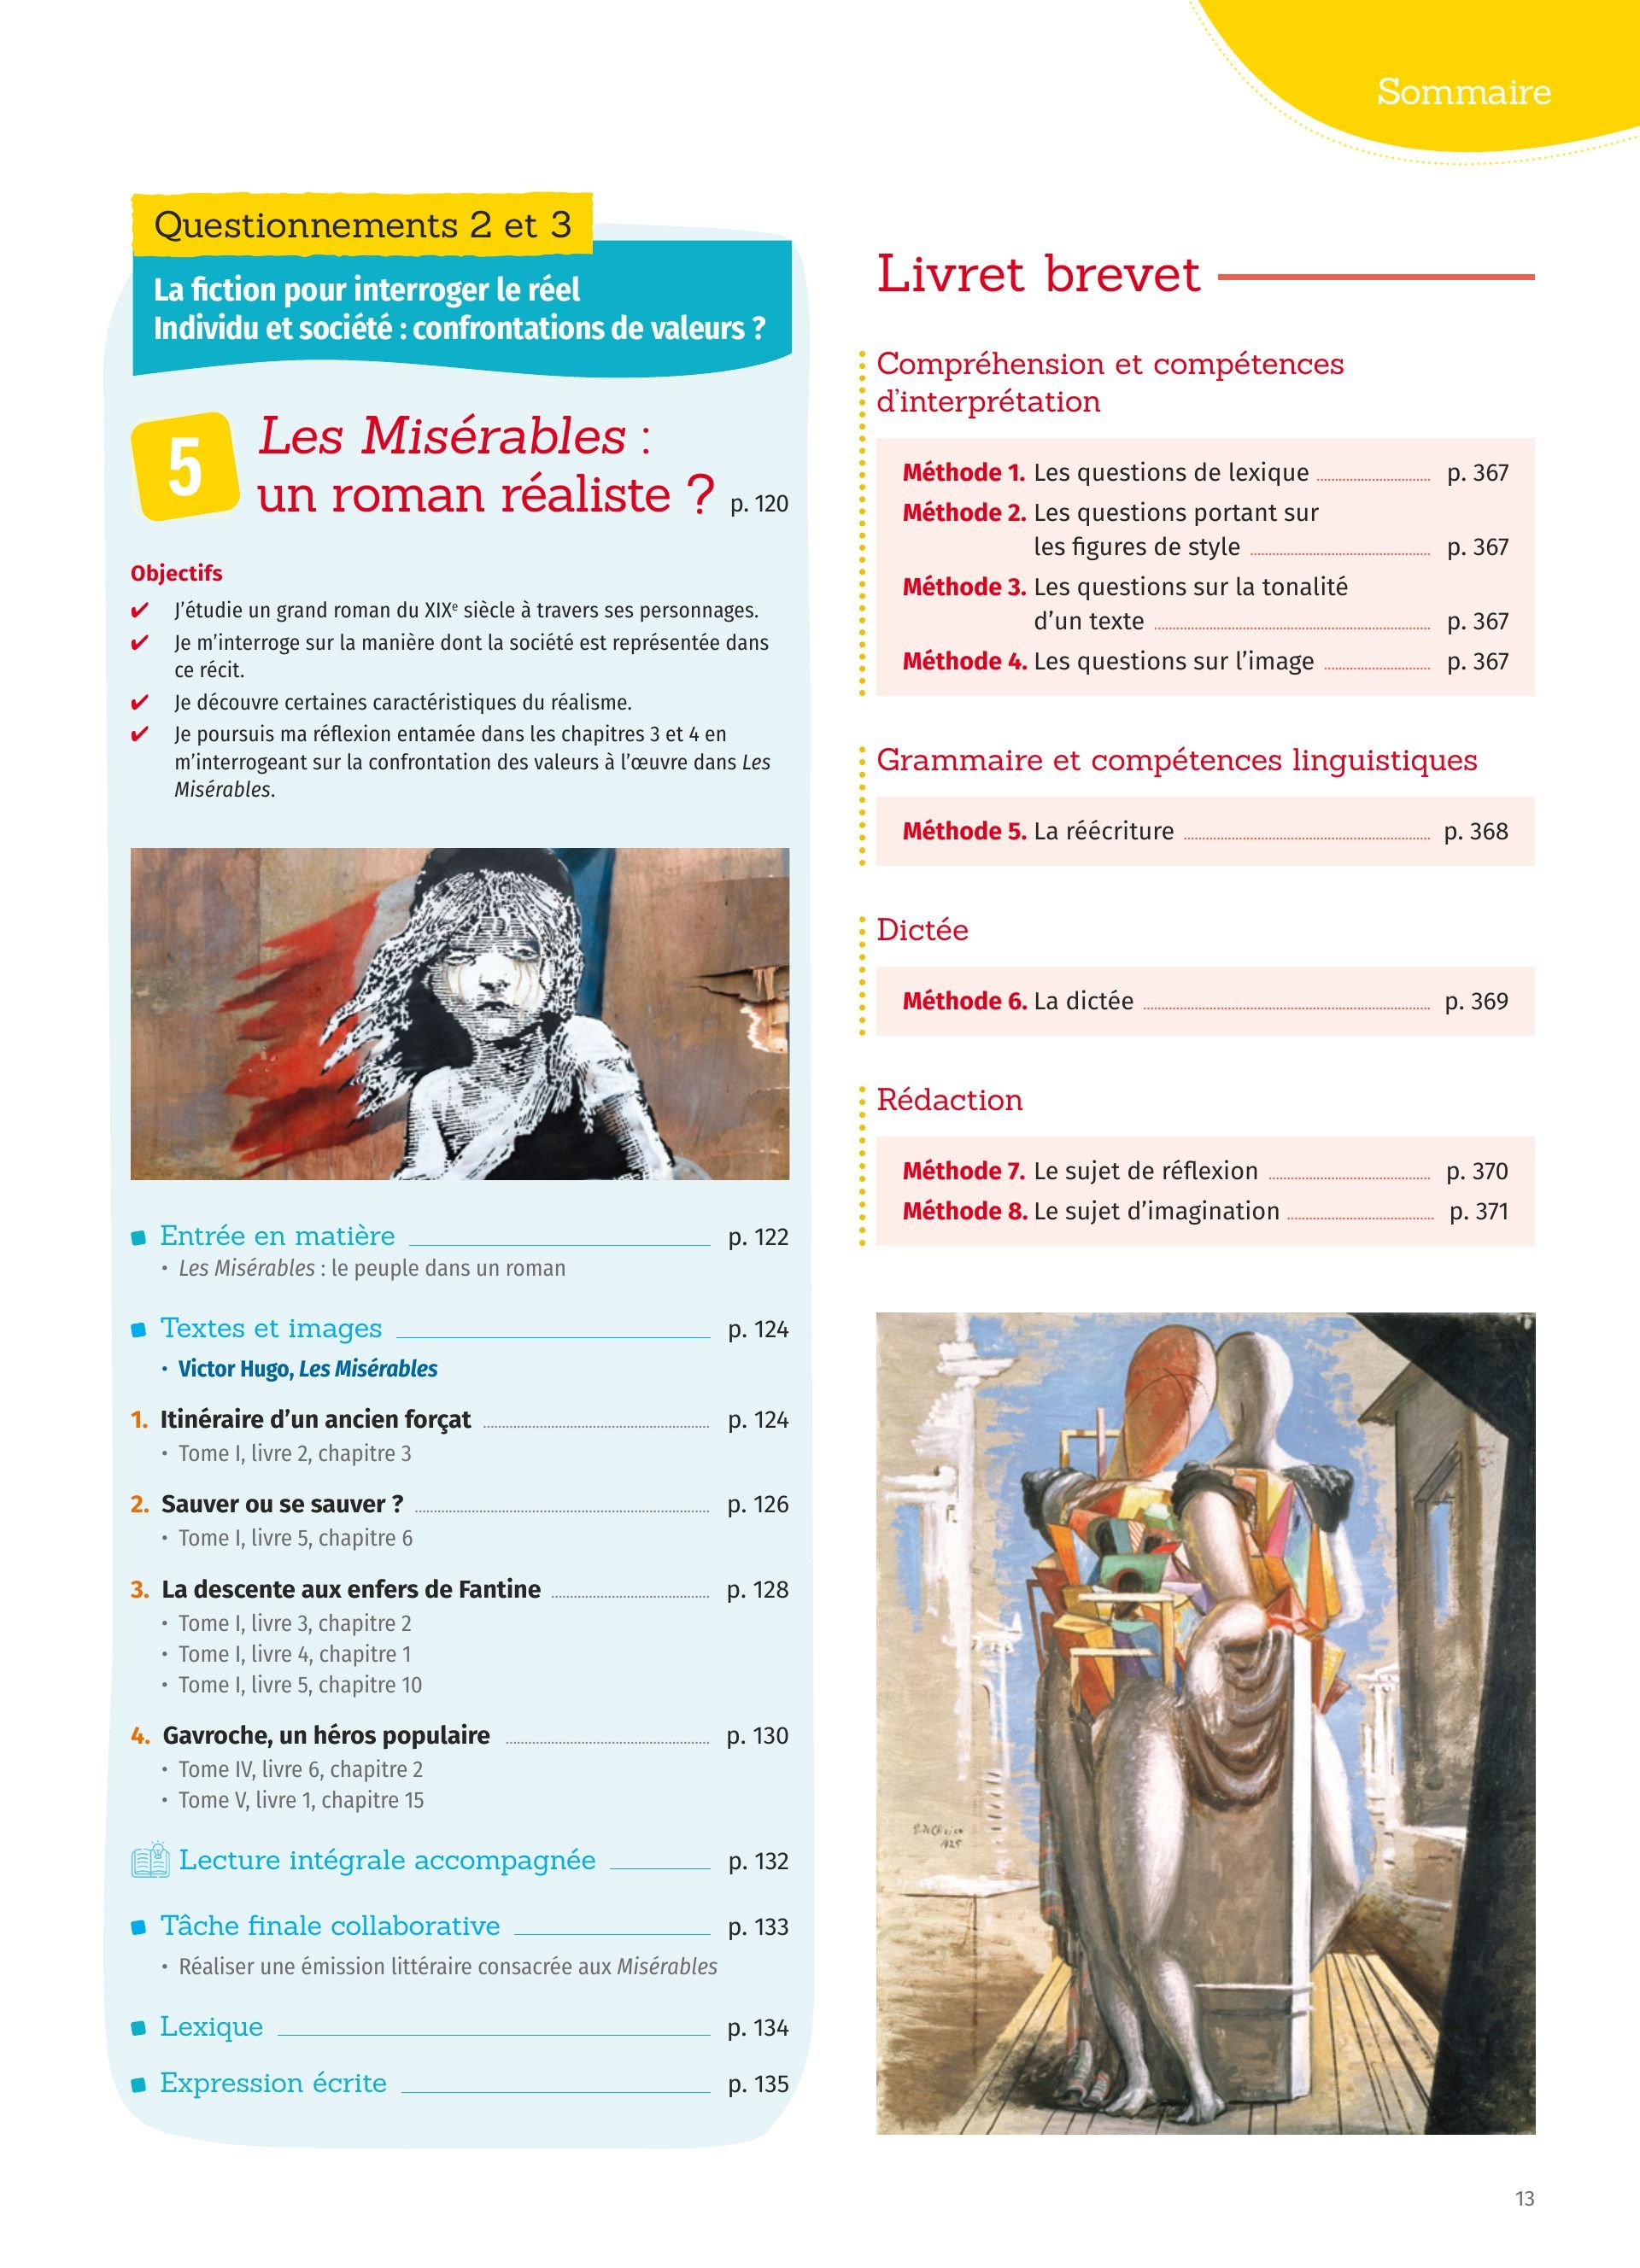 Sommaire
Questionnements 2 et 3
La fiction pour interroger le réel
Individu et société : confrontations de valeurs ?
5
Les Misérables :
un roman réaliste ? p. 120
Objectifs
✔ J'étudie un grand roman du XIXe siècle à travers ses personnages.
✔ Je m'interroge sur la manière dont la société est représentée dans
ce récit.
✔ Je découvre certaines caractéristiques du réalisme.
✔ Je poursuis ma réflexion entamée dans les chapitres 3 et 4 en
m'interrogeant sur la confrontation des valeurs à l'œuvre dans Les
Misérables.
Entrée en matière p. 122
• Les Misérables : le peuple dans un roman
Textes et images p. 124
• Victor Hugo, Les Misérables
1. Itinéraire d'un ancien forçat p. 124
• Tome I, livre 2, chapitre 3
2. Sauver ou se sauver ? p. 126
• Tome I, livre 5, chapitre 6
3. La descente aux enfers de Fantine p. 128
• Tome I, livre 3, chapitre 2
• Tome I, livre 4, chapitre 1
• Tome I, livre 5, chapitre 10
4. Gavroche, un héros populaire p. 130
• Tome IV, livre 6, chapitre 2
• Tome V, livre 1, chapitre 15
Lecture intégrale accompagnée p. 132
Tâche finale collaborative p. 133
• Réaliser une émission littéraire consacrée aux Misérables
Lexique p. 134
Expression écrite p. 135
Livret brevet
Compréhension et compétences
d'interprétation
Méthode 1. Les questions de lexique p. 367
Méthode 2. Les questions portant sur
les figures de style p. 367
Méthode 3. Les questions sur la tonalité
d'un texte p. 367
Méthode 4. Les questions sur l'image p. 367
Grammaire et compétences linguistiques
Méthode 5. La réécriture p. 368
Dictée
Méthode 6. La dictée p. 369
Rédaction
Méthode 7. Le sujet de réflexion p. 370
Méthode 8. Le sujet d'imagination p. 371
13